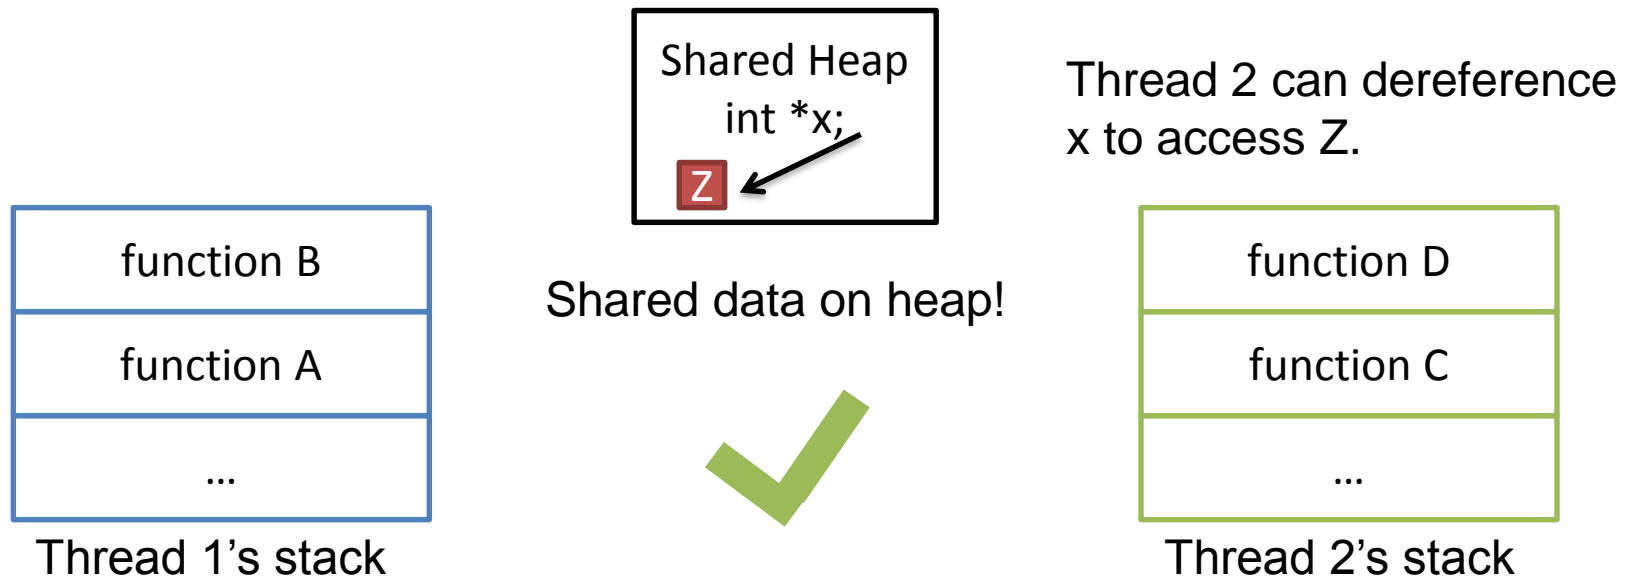 Shared Heap
int *x;
Z
Thread 2 can dereference
x to access Z.
function B
function A
...
Thread 1’s stack
Shared data on heap!
function D
function C
...
Thread 2’s stack